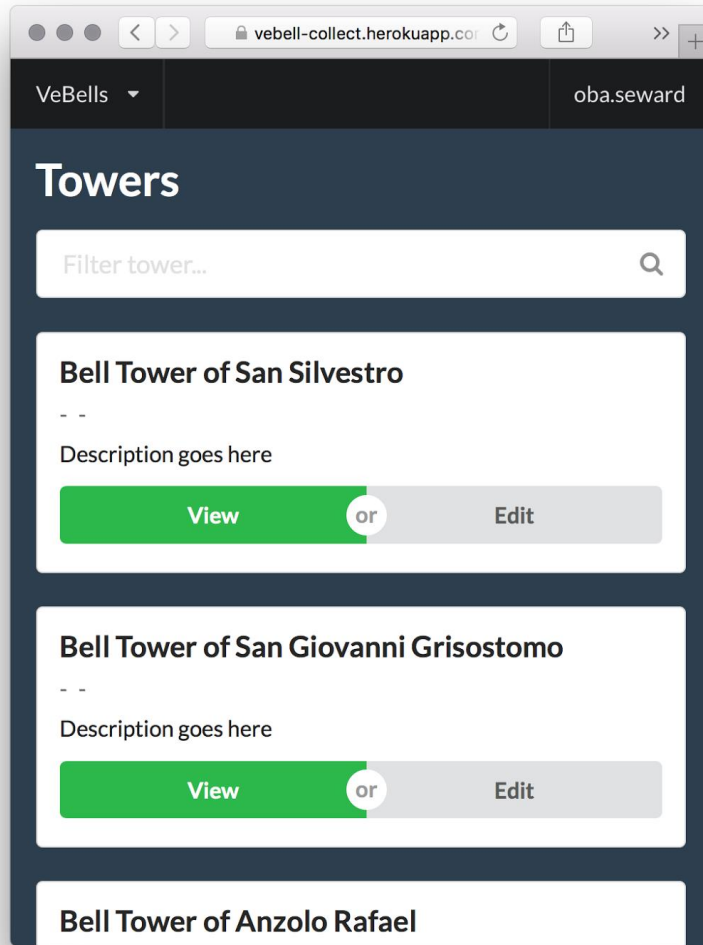 vebell-collect.herokuapp.co
VeBells
oba.seward
Towers
Filter tower...
Bell Tower of San Silvestro
- -
Description goes here
View or Edit
Bell Tower of San Giovanni Grisostomo
- -
Description goes here
View or Edit
Bell Tower of Anzolo Rafael